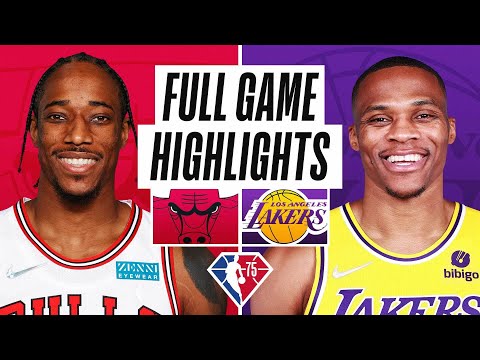 FULL GAME
HIGHLIGHTS
LOS ANGELES
LAKERS
75
ZENNI
EYEWEAR
bibigo
BULLS
LAKERS